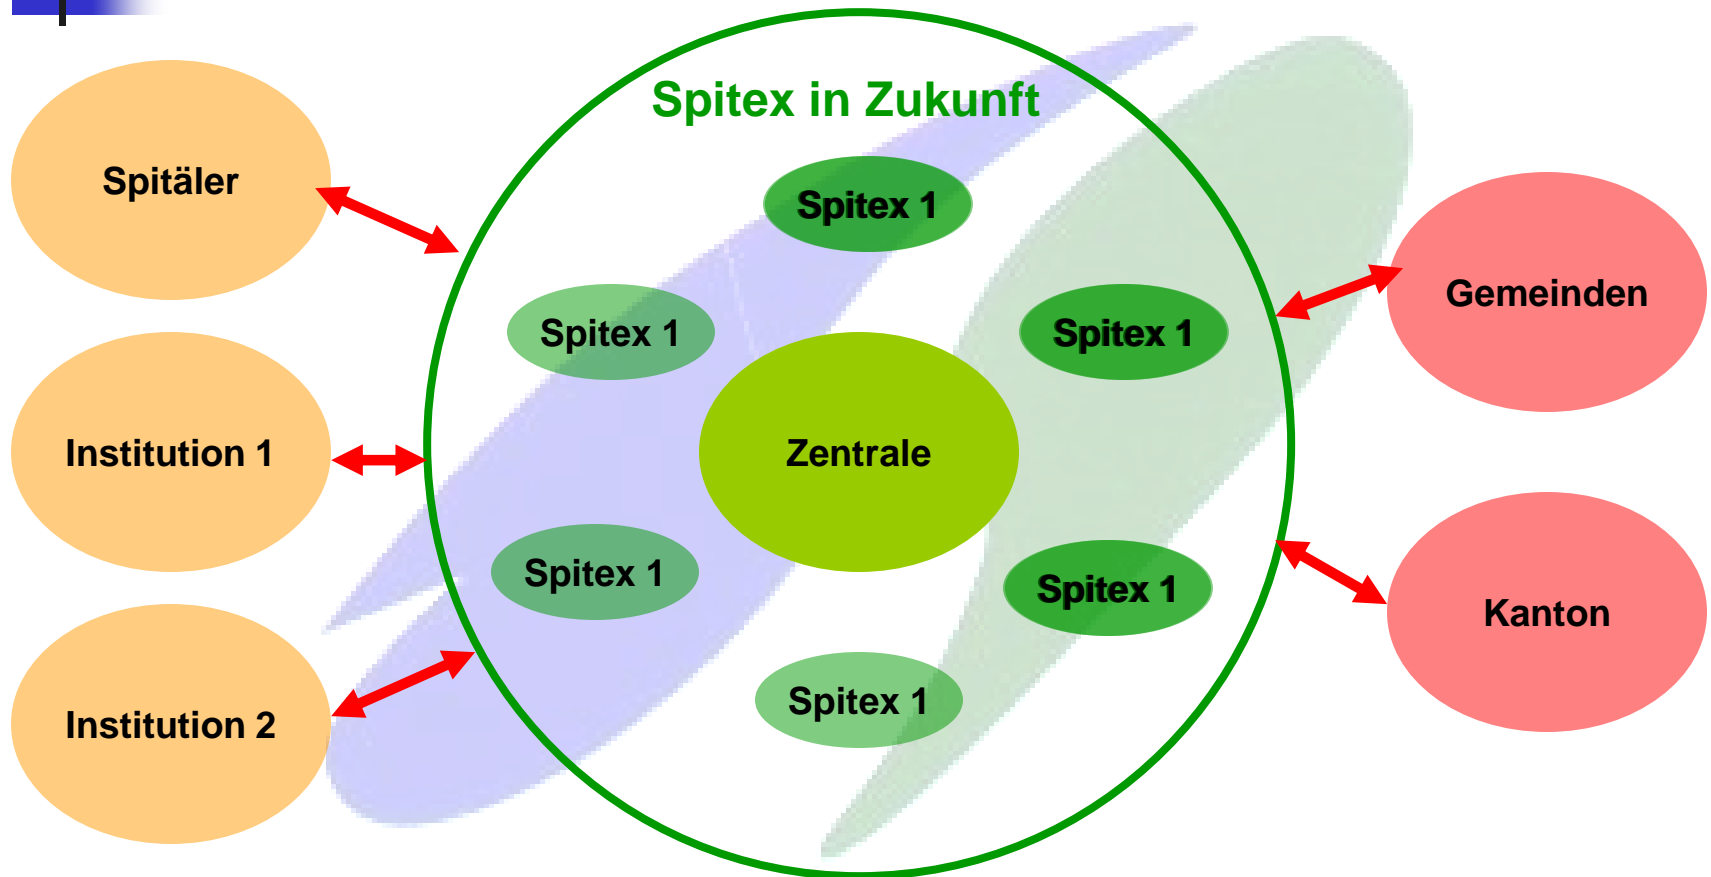 Spitex in Zukunft
Spitäler
Spitex 1
Gemeinden
Spitex 1
Spitex 1
Institution 1
Zentrale
Spitex 1
Spitex 1
Kanton
Spitex 1
Institution 2